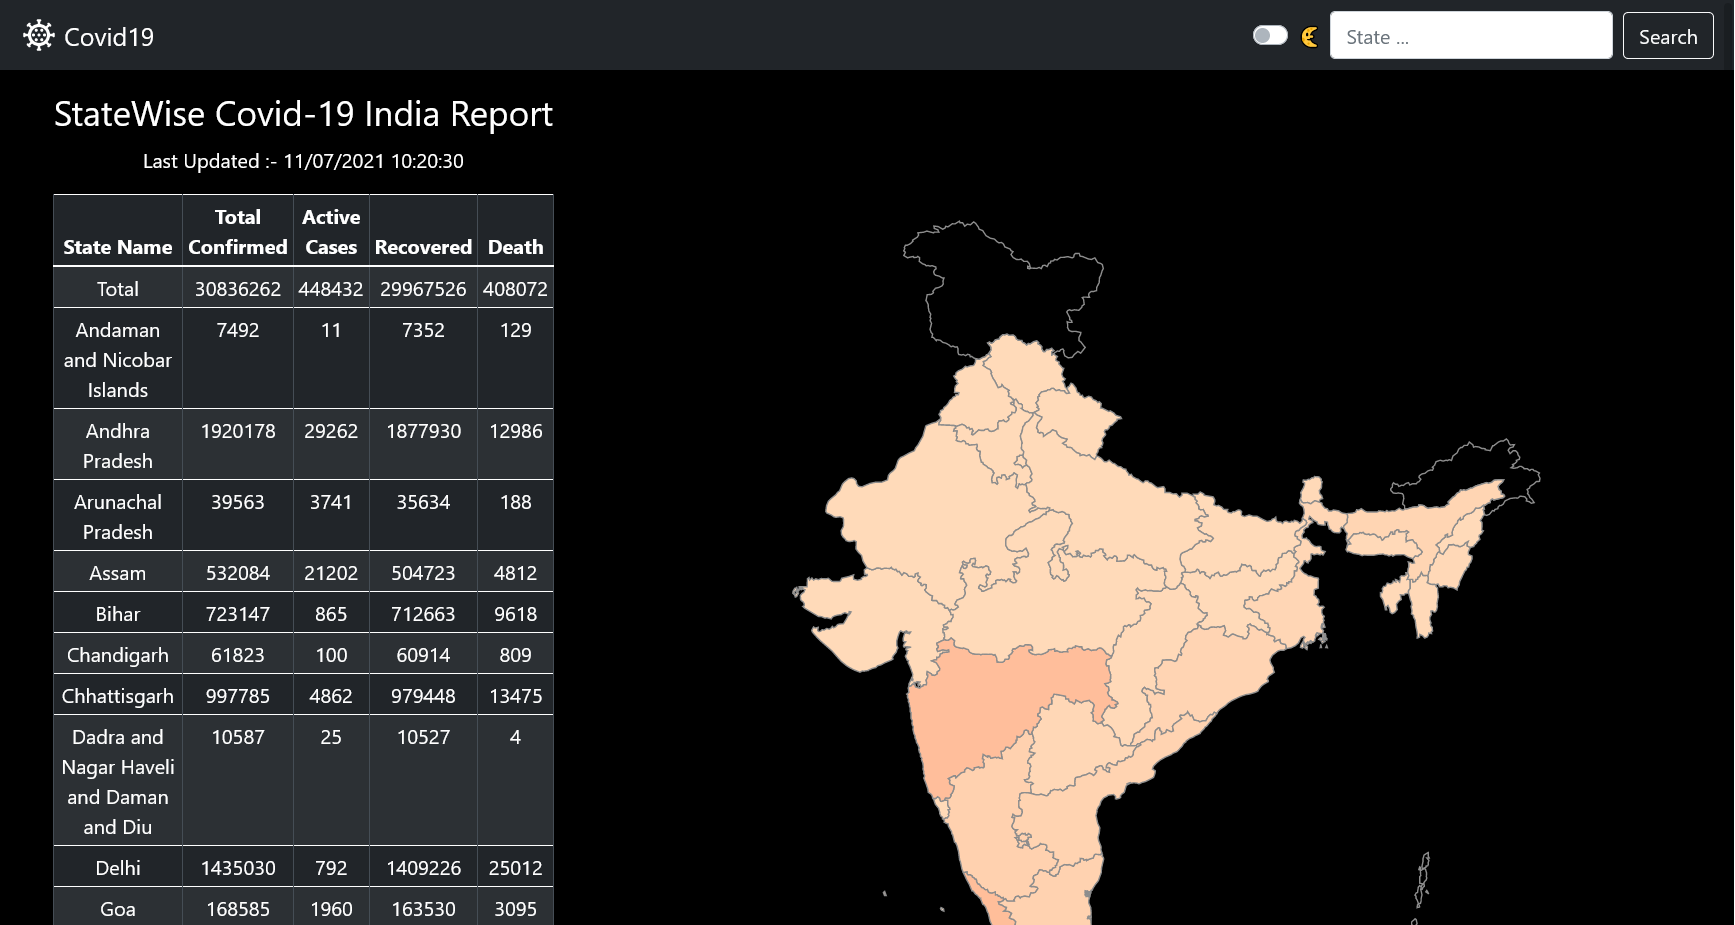 Covid19
State ...
Search
StateWise Covid-19 India Report
Last Updated :- 11/07/2021 10:20:30
State Name Total Confirmed Active Cases Recovered Death
Total 30836262 448432 29967526 408072
Andaman and Nicobar Islands 7492 11 7352 129
Andhra Pradesh 1920178 29262 1877930 12986
Arunachal Pradesh 39563 3741 35634 188
Assam 532084 21202 504723 4812
Bihar 723147 865 712663 9618
Chandigarh 61823 100 60914 809
Chhattisgarh 997785 4862 979448 13475
Dadra and Nagar Haveli and Daman and Diu 10587 25 10527 4
Delhi 1435030 792 1409226 25012
Goa 168585 1960 163530 3095